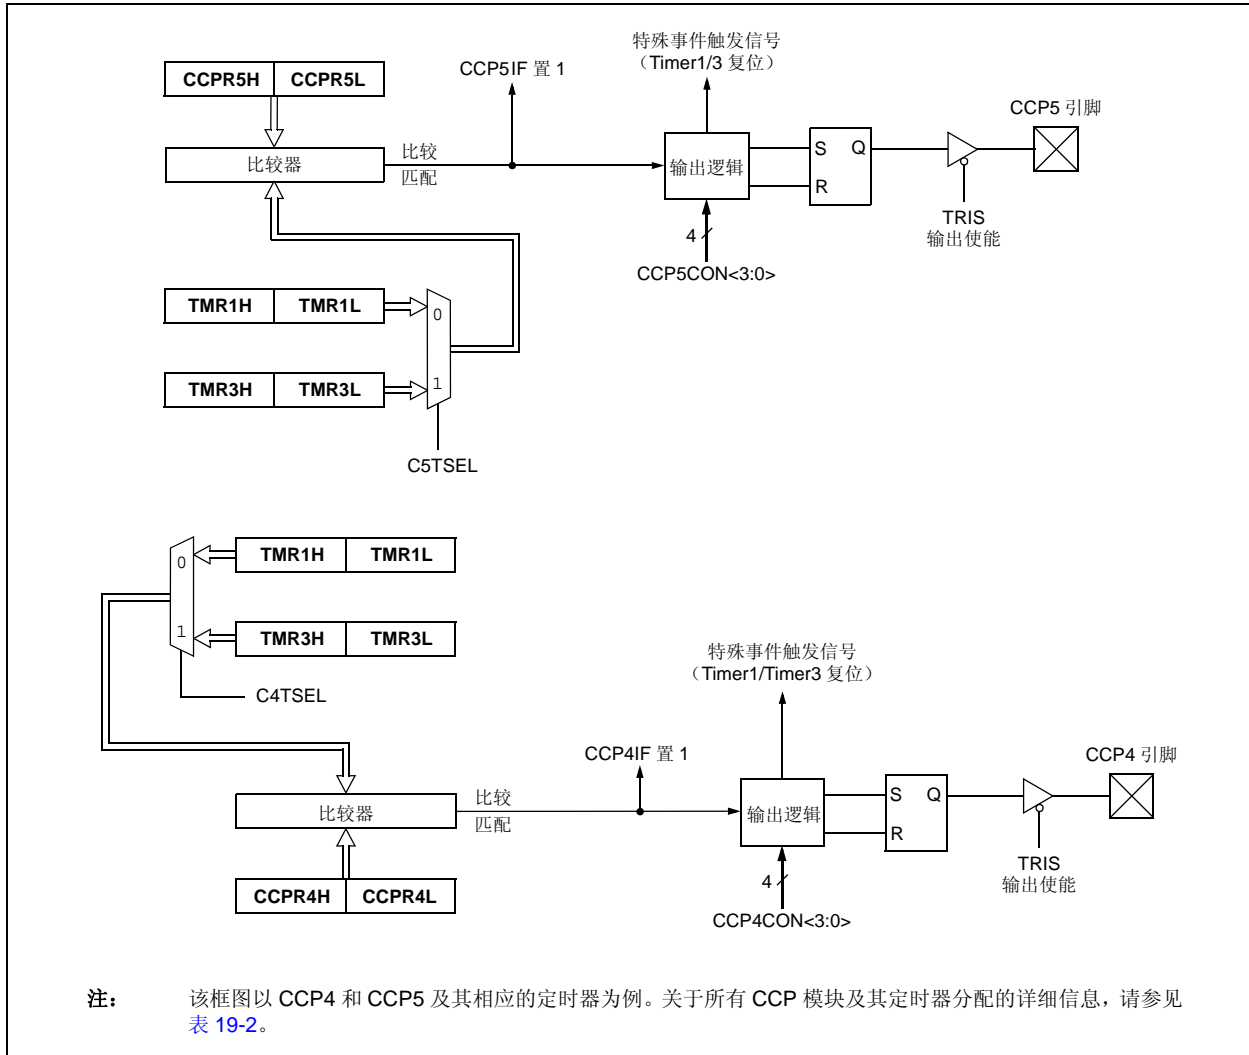 特殊事件触发信号
（Timer1/3 复位）
CCP5IF 置 1
CCPR5H CCPR5L
CCP5 引脚
比较器
比较
匹配
输出逻辑
S Q
R
TRIS
输出使能
4
CCP5CON<3:0>
TMR1H TMR1L
0
TMR3H TMR3L
1
C5TSEL
0
TMR1H TMR1L
1
TMR3H TMR3L
C4TSEL
特殊事件触发信号
（Timer1/Timer3 复位）
CCP4IF 置 1
CCP4 引脚
比较器
比较
匹配
输出逻辑
S Q
R
TRIS
输出使能
4
CCPR4H CCPR4L
CCP4CON<3:0>
注： 该框图以 CCP4 和 CCP5 及其相应的定时器为例。关于所有 CCP 模块及其定时器分配的详细信息，请参见
表 19-2。